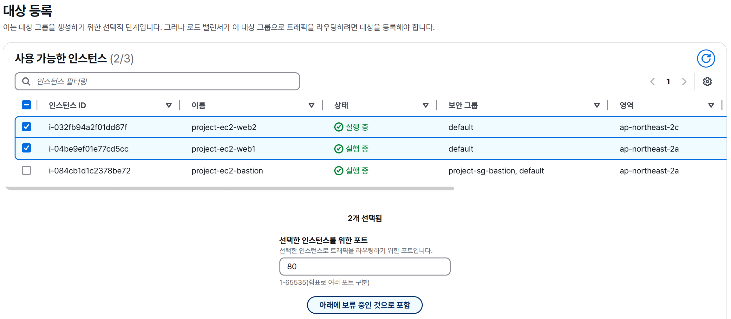 대상 등록
이는 대상 그룹을 생성하기 위한 선택적 단계입니다. 그러나 로드 밸런서가 이 대상 그룹으로 트래픽을 라우팅하려면 대상을 등록해야 합니다.
사용 가능한 인스턴스 (2/3)
인스턴스 필터링
1
인스턴스 ID 이름 상태 보안 그룹 영역
i-032fb94a2f01dd67f project-ec2-web2 실행 중 default ap-northeast-2c
i-04be9ef01e77cd5cc project-ec2-web1 실행 중 default ap-northeast-2a
i-084cb1d1c2378be72 project-ec2-bastion 실행 중 project-sg-bastion, default ap-northeast-2a
2개 선택됨
선택한 인스턴스를 위한 포트
선택한 인스턴스로 트래픽을 라우팅하기 위한 포트입니다.
80
1-65535(쉼표로 여러 포트 구분)
아래에 보류 중인 것으로 포함